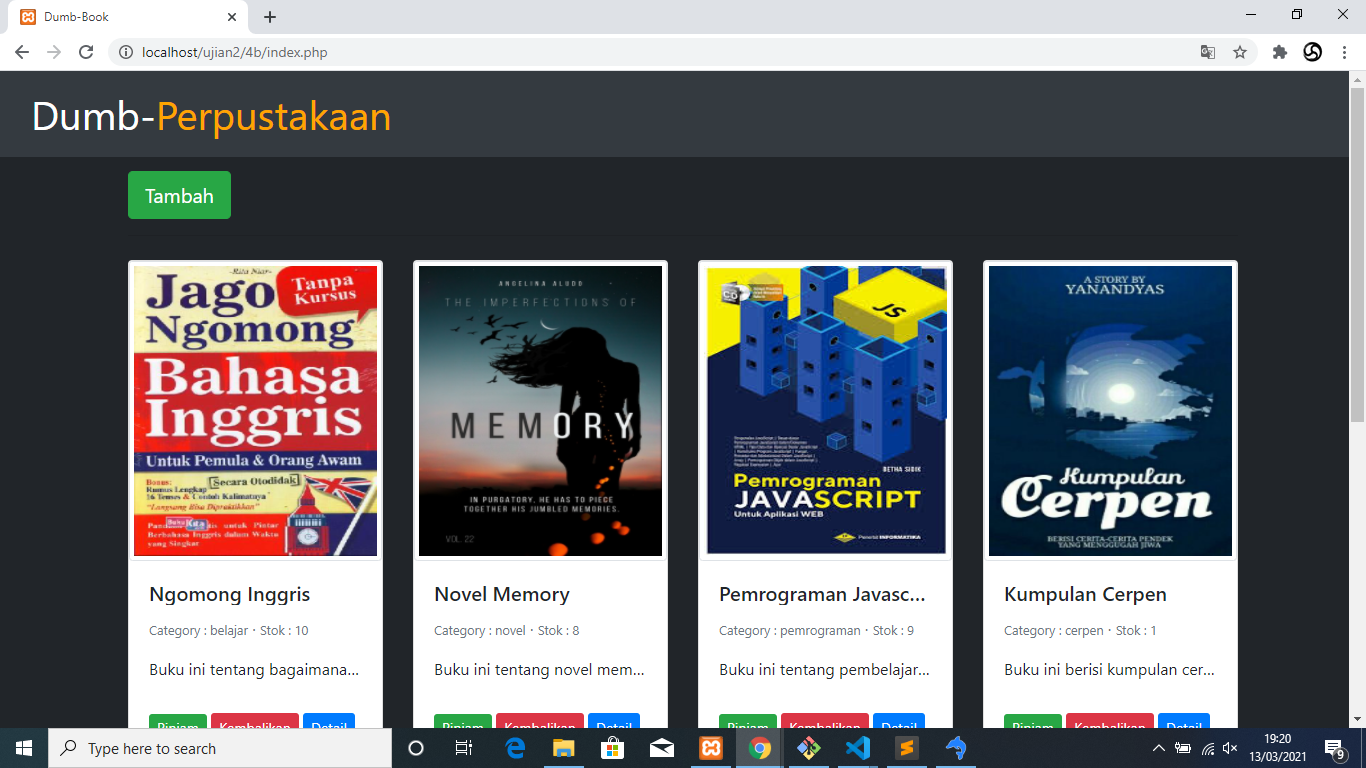 Dumb-Book
localhost/ujian2/4b/index.php
Dumb-Perpustakaan
Tambah
-Rita Niar-
Jago
Ngomong
Tanpa
Kursus
Bahasa
Inggris
Untuk Pemula & Orang Awam
Bonus:
Rumus Lengkap
16 Tenses & Contoh Kalimatnya
Secara Otodidak
"Langsung Bisa Dipraktikkan"
untuk Pintar
Berbahasa Inggris dalam Waktu
yang Singkat
Ngomong Inggris
Category : belajar · Stok : 10
Buku ini tentang bagaimana...
ANGELINA ALUDO
THE IMPERFECTIONS OF
MEMORY
IN PURGATORY, HE HAS TO PIECE
TOGETHER HIS JUMBLED MEMORIES.
VOL. 22
Novel Memory
Category : novel · Stok : 8
Buku ini tentang novel mem...
CD
JS
BETHA SIDIK
Pemrograman
JAVASCRIPT
Untuk Aplikasi WEB
Penerbit INFORMATIKA
Pemrograman Javasc...
Category : pemrograman · Stok : 9
Buku ini tentang pembelajar...
A STORY BY
YANANDYAS
Kumpulan
Cerpen
BERISI CERITA-CERITA PENDEK
YANG MENGGUGAH JIWA
Kumpulan Cerpen
Category : cerpen · Stok : 1
Buku ini berisi kumpulan cer...
Pinjam Kembalikan Detail
Pinjam Kembalikan Detail
Pinjam Kembalikan Detail
Pinjam Kembalikan Detail
Type here to search
19:20
13/03/2021
9